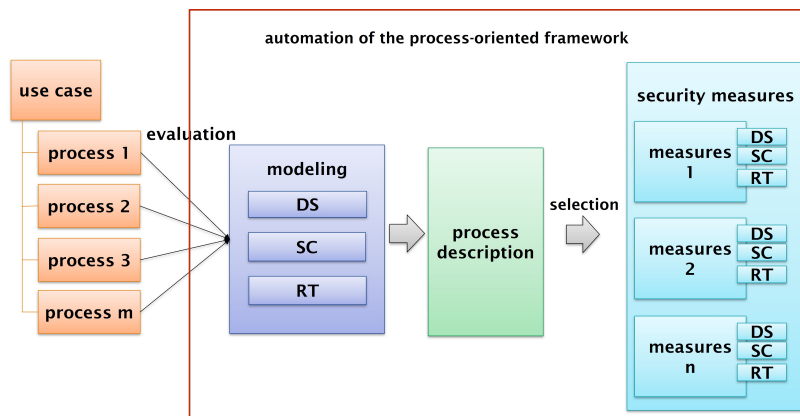 automation of the process-oriented framework
use case
process 1
process 2
process 3
process m
evaluation
modeling
DS
SC
RT
process
description
selection
security measures
measures
1
DS
SC
RT
measures
2
DS
SC
RT
measures
n
DS
SC
RT